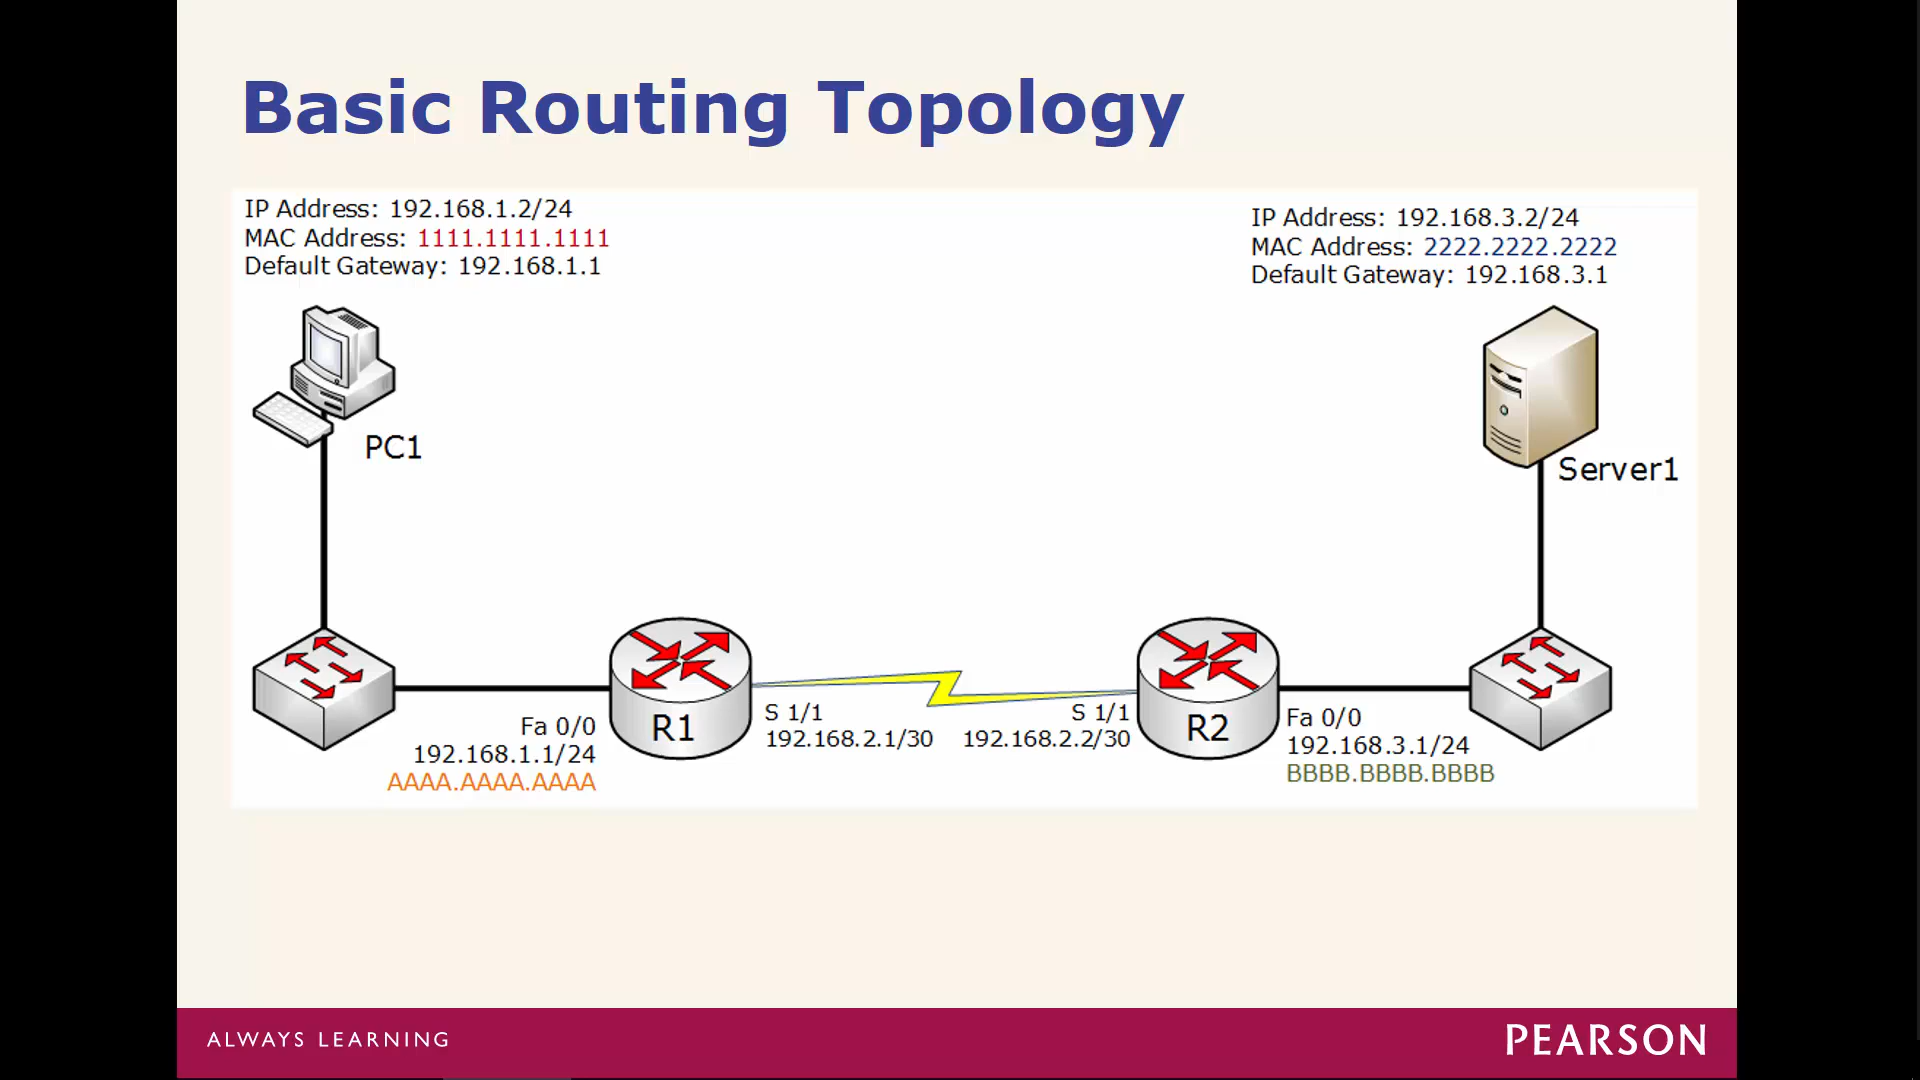 Basic Routing Topology
IP Address: 192.168.1.2/24
MAC Address: 1111.1111.1111
Default Gateway: 192.168.1.1
IP Address: 192.168.3.2/24
MAC Address: 2222.2222.2222
Default Gateway: 192.168.3.1
PC1
Server1
Fa 0/0
192.168.1.1/24
AAAA.AAAA.AAAA
R1
S 1/1
192.168.2.1/30
S 1/1
192.168.2.2/30
R2
Fa 0/0
192.168.3.1/24
BBBB.BBBB.BBBB
ALWAYS LEARNING
PEARSON